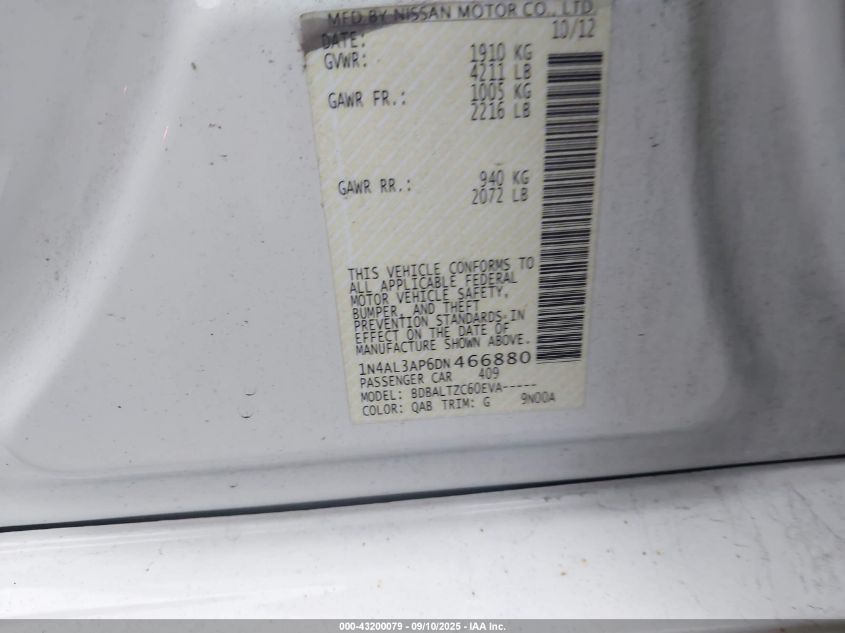 MFD BY NISSAN MOTOR CO., LTD.
DATE: 10/12
GVWR: 1910 KG
4211 LB
GAWR FR.: 1005 KG
2216 LB
GAWR RR.: 940 KG
2072 LB
THIS VEHICLE CONFORMS TO
ALL APPLICABLE FEDERAL
MOTOR VEHICLE SAFETY,
BUMPER, AND THEFT
PREVENTION STANDARDS IN
EFFECT ON THE DATE OF
MANUFACTURE SHOWN ABOVE.
1N4AL3AP6DN466880
PASSENGER CAR 409
MODEL: BDBALTZC60EVA-----
COLOR: QAB TRIM: G 9N00A
000-43200079 - 09/10/2025 - IAA Inc.